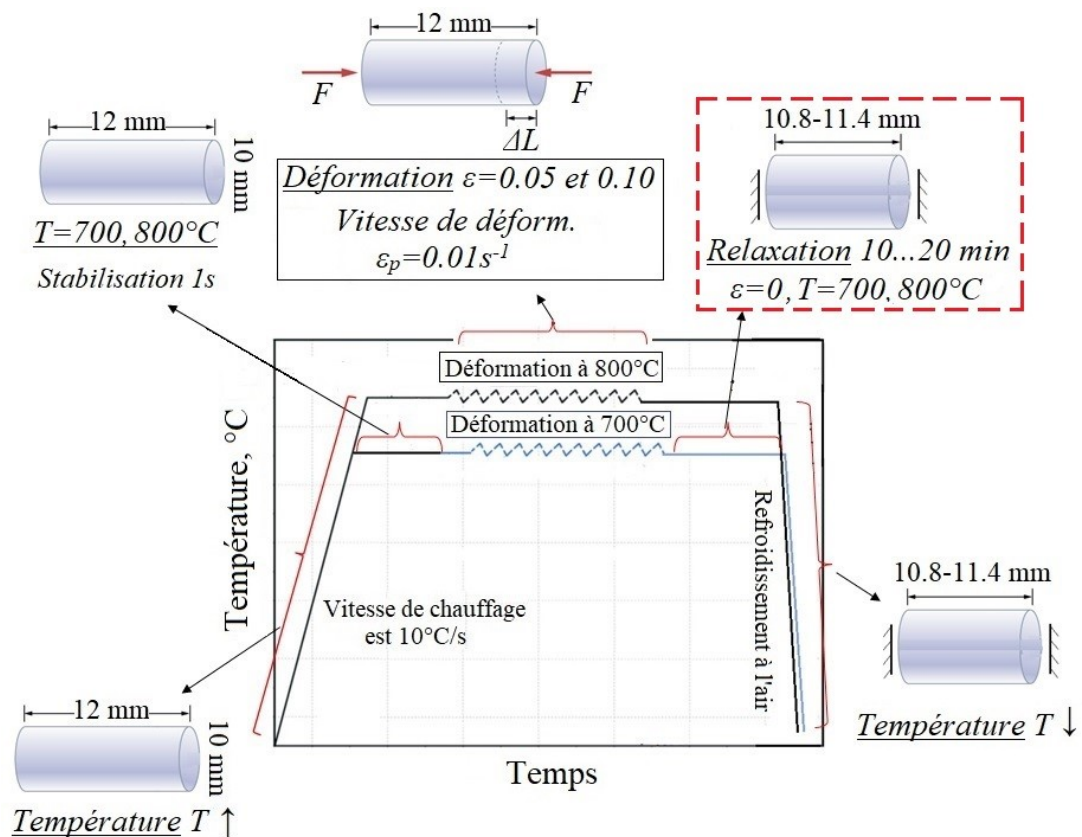 12 mm
F
F
ΔL
Déformation ε=0.05 et 0.10
Vitesse de déform.
εp=0.01s-1
12 mm
10 mm
T=700, 800°C
Stabilisation 1s
10.8-11.4 mm
Relaxation 10...20 min
ε=0, T=700, 800°C
Déformation à 800°C
Déformation à 700°C
Température, °C
Vitesse de chauffage
est 10°C/s
Refroidissement à l'air
Temps
10.8-11.4 mm
Température T ↓
12 mm
10 mm
Température T ↑